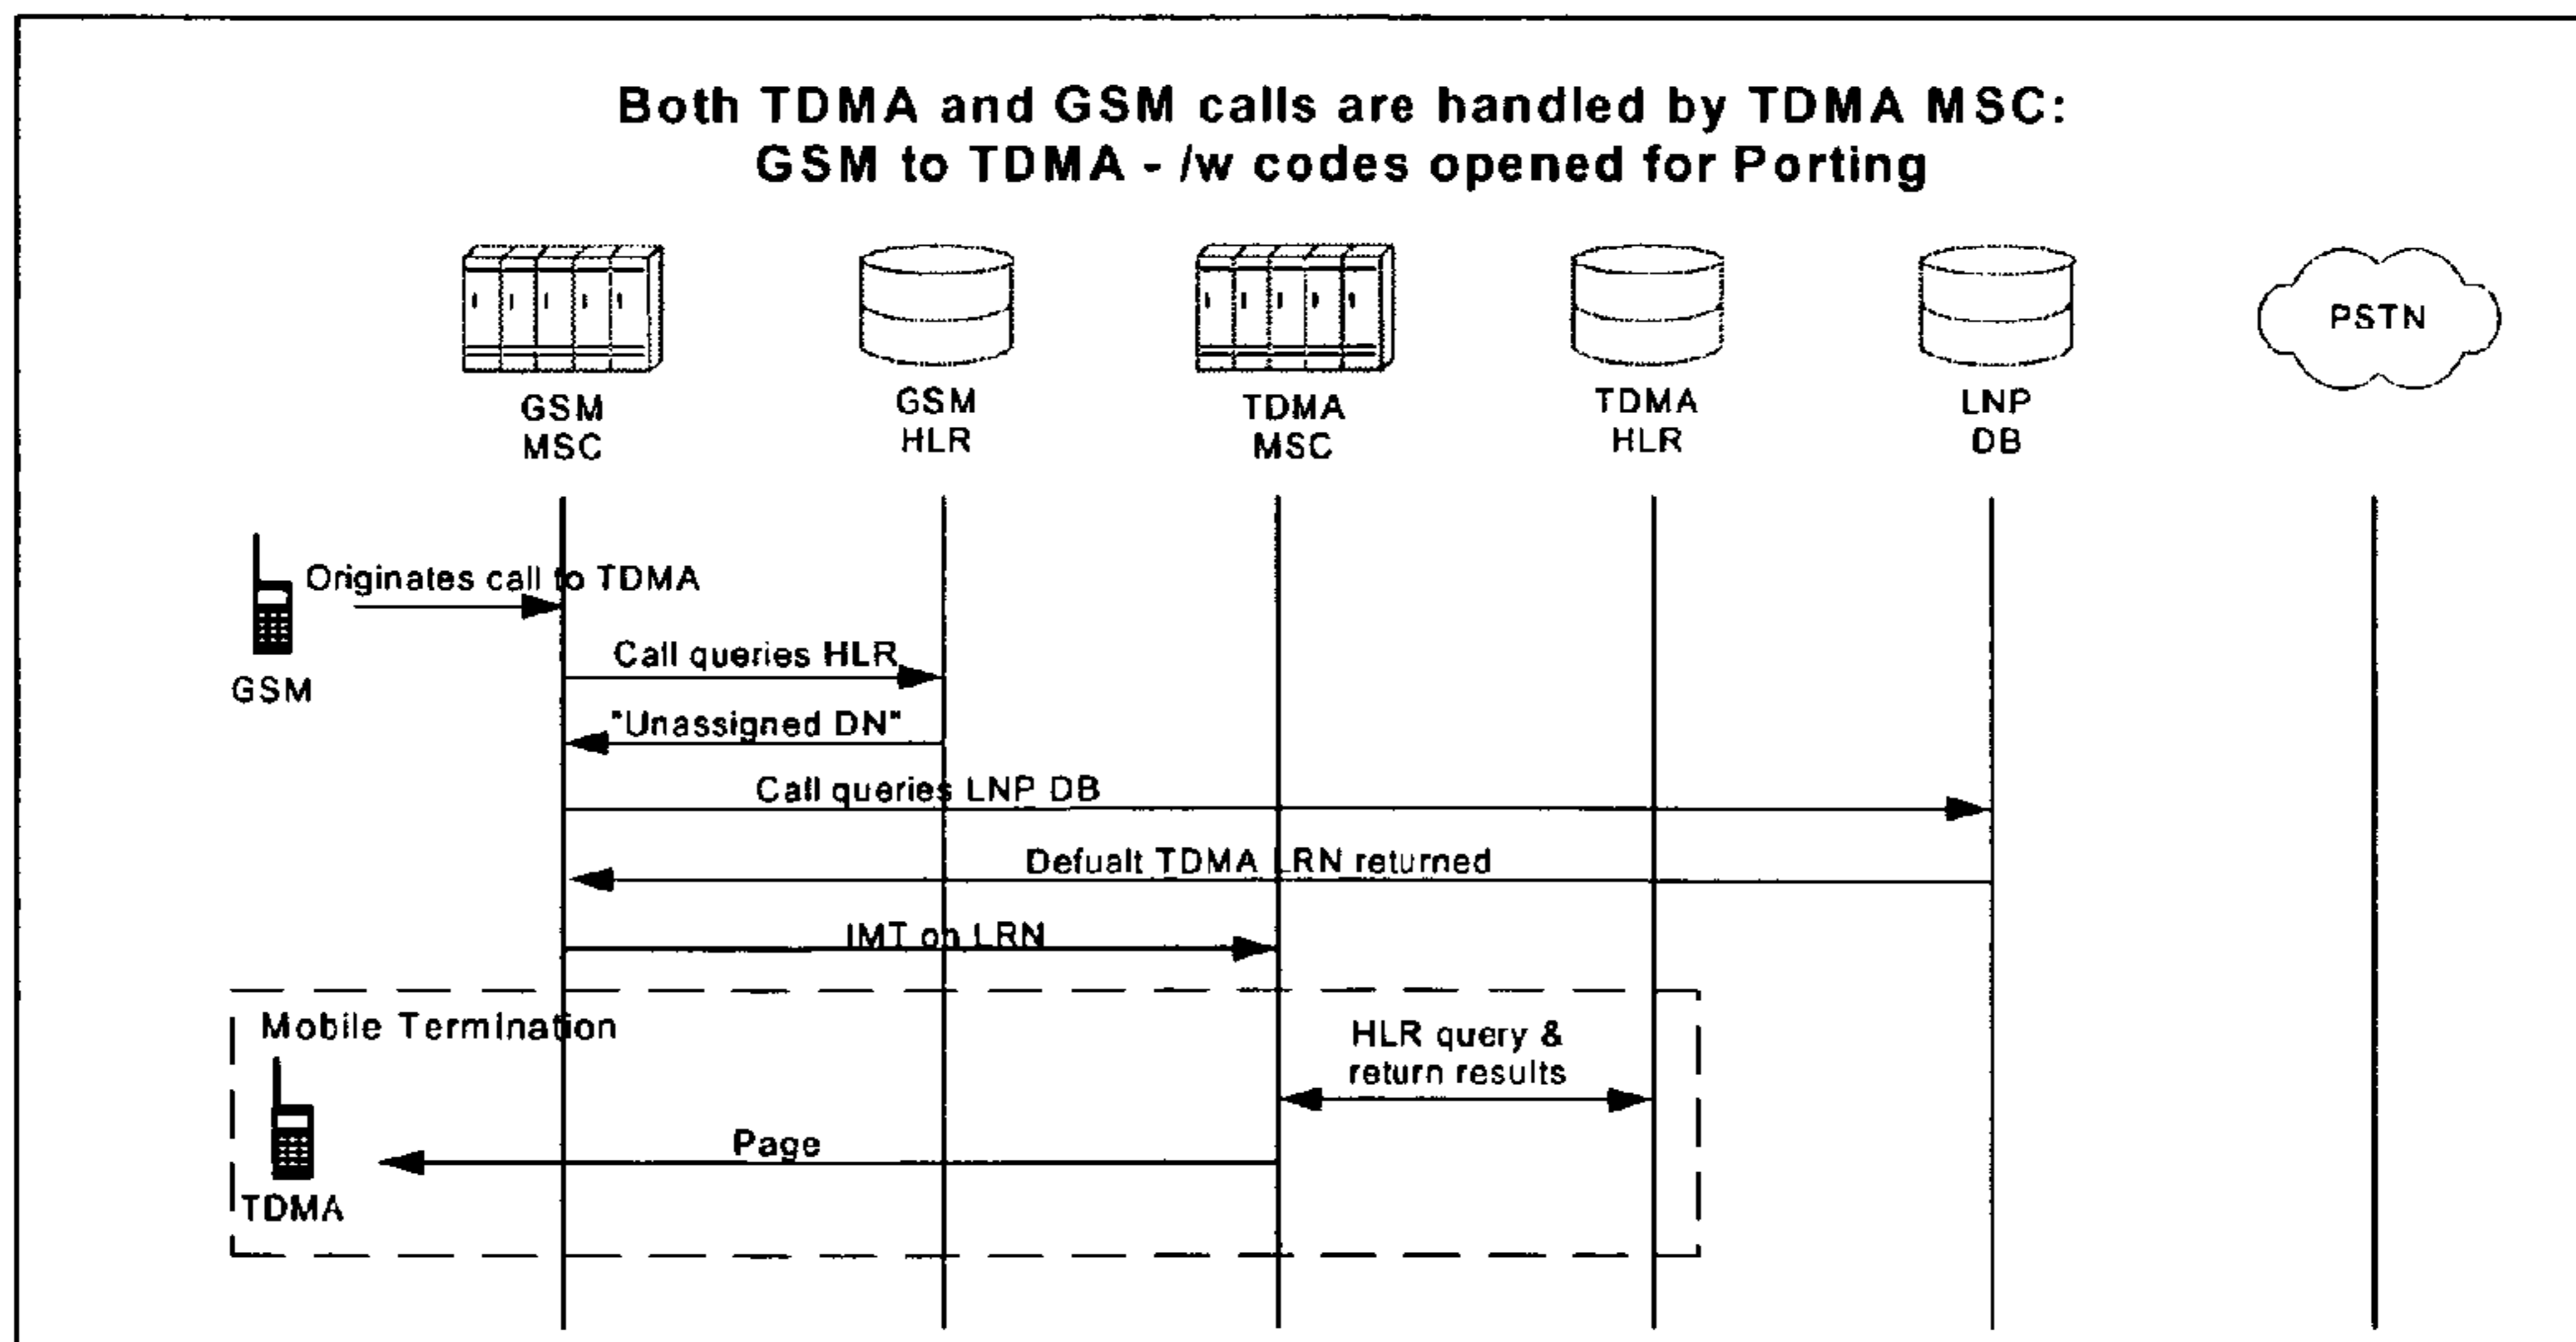 Both TDMA and GSM calls are handled by TDMA MSC:
GSM to TDMA - /w codes opened for Porting
GSM
MSC
GSM
HLR
TDMA
MSC
TDMA
HLR
LNP
DB
PSTN
Originates call to TDMA
GSM
Call queries HLR
"Unassigned DN"
Call queries LNP DB
Defualt TDMA LRN returned
IMT on LRN
Mobile Termination
HLR query &
return results
Page
TDMA